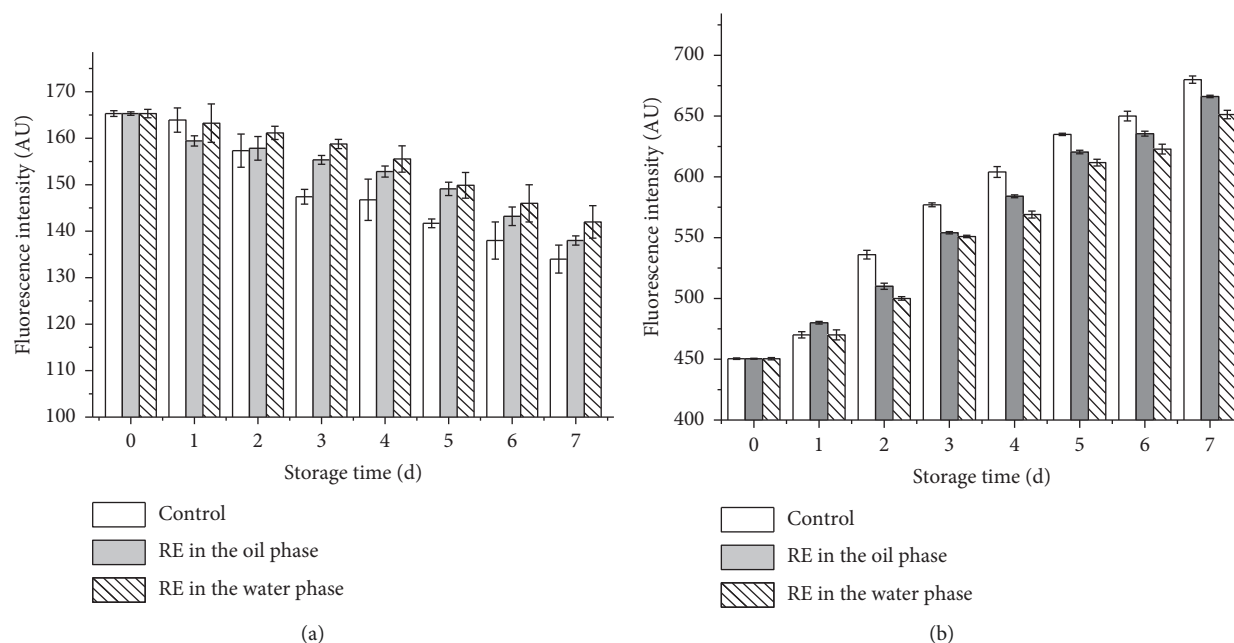 Fluorescence intensity (AU)
170
160
150
140
130
120
110
100
0 1 2 3 4 5 6 7
Storage time (d)
Control
RE in the oil phase
RE in the water phase
(a)
Fluorescence intensity (AU)
700
650
600
550
500
450
400
0 1 2 3 4 5 6 7
Storage time (d)
Control
RE in the oil phase
RE in the water phase
(b)